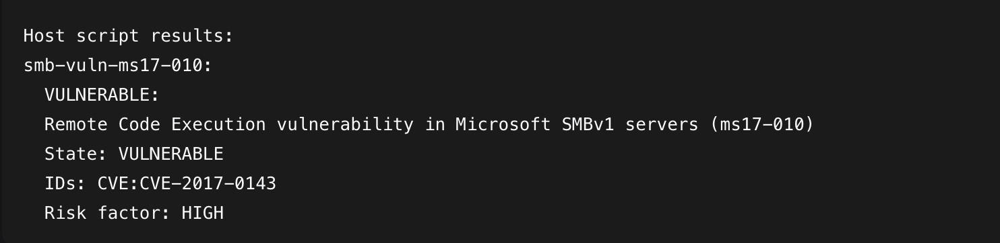 Host script results:
smb-vuln-ms17-010:
VULNERABLE:
Remote Code Execution vulnerability in Microsoft SMBv1 servers (ms17-010)
State: VULNERABLE
IDs: CVE:CVE-2017-0143
Risk factor: HIGH